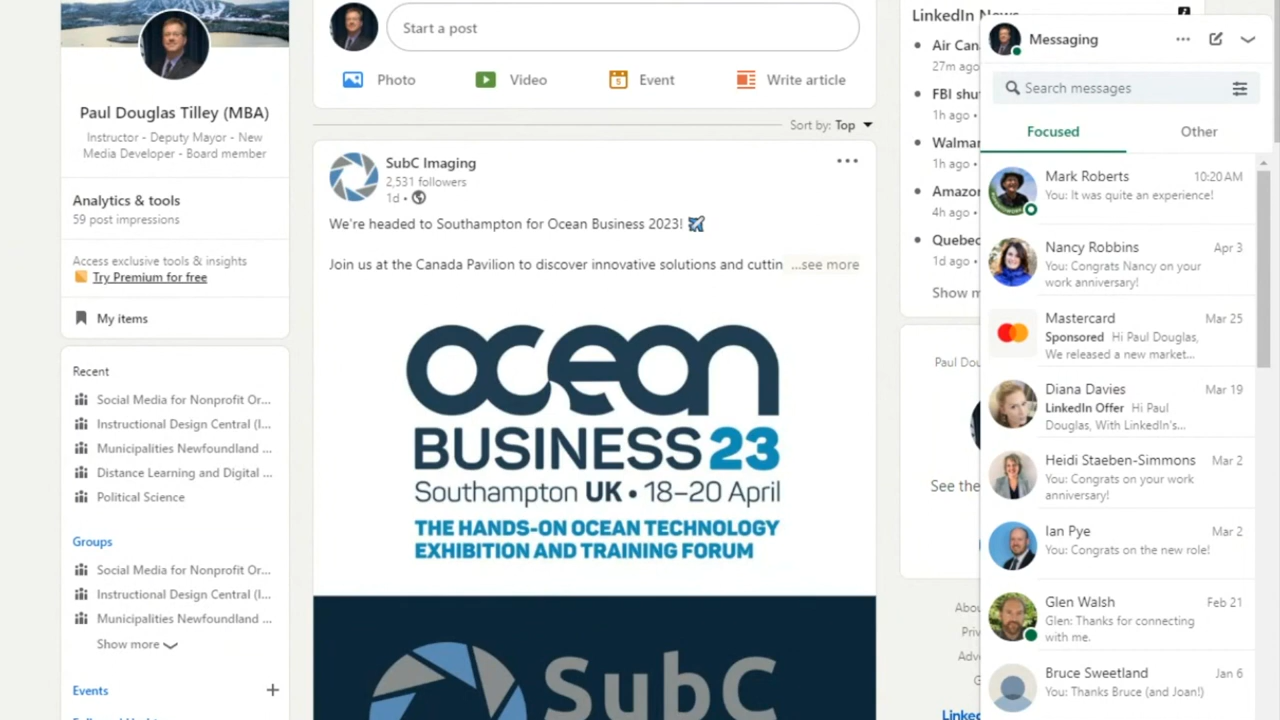 Paul Douglas Tilley (MBA)
Instructor - Deputy Mayor - New
Media Developer - Board member
Analytics & tools
59 post impressions
Access exclusive tools & insights
Try Premium for free
My items
Recent
Social Media for Nonprofit Or...
Instructional Design Central (I...
Municipalities Newfoundland ...
Distance Learning and Digital ...
Political Science
Groups
Social Media for Nonprofit Or...
Instructional Design Central (I...
Municipalities Newfoundland ...
Show more
Events
Start a post
Photo
Video
Event
Write article
Sort by: Top
SubC Imaging
2,531 followers
1d •
We're headed to Southampton for Ocean Business 2023!
Join us at the Canada Pavilion to discover innovative solutions and cuttin ...see more
ocean
BUSINESS 23
Southampton UK • 18–20 April
THE HANDS-ON OCEAN TECHNOLOGY
EXHIBITION AND TRAINING FORUM
SubC
LinkedIn News
Air Can
27m ago
FBI shu
1h ago •
Walmar
1h ago •
Amazo
4h ago •
Quebec
1d ago •
Show m
Paul Dou
See the
Abou
Priv
Adv
Linked
Messaging
Search messages
Focused
Other
Mark Roberts 10:20 AM
You: It was quite an experience!
Nancy Robbins Apr 3
You: Congrats Nancy on your
work anniversary!
Mastercard Mar 25
Sponsored Hi Paul Douglas,
We released a new market...
Diana Davies Mar 19
LinkedIn Offer Hi Paul
Douglas, With LinkedIn's...
Heidi Staeben-Simmons Mar 2
You: Congrats on your work
anniversary!
Ian Pye Mar 2
You: Congrats on the new role!
Glen Walsh Feb 21
Glen: Thanks for connecting
with me.
Bruce Sweetland Jan 6
You: Thanks Bruce (and Joan!)